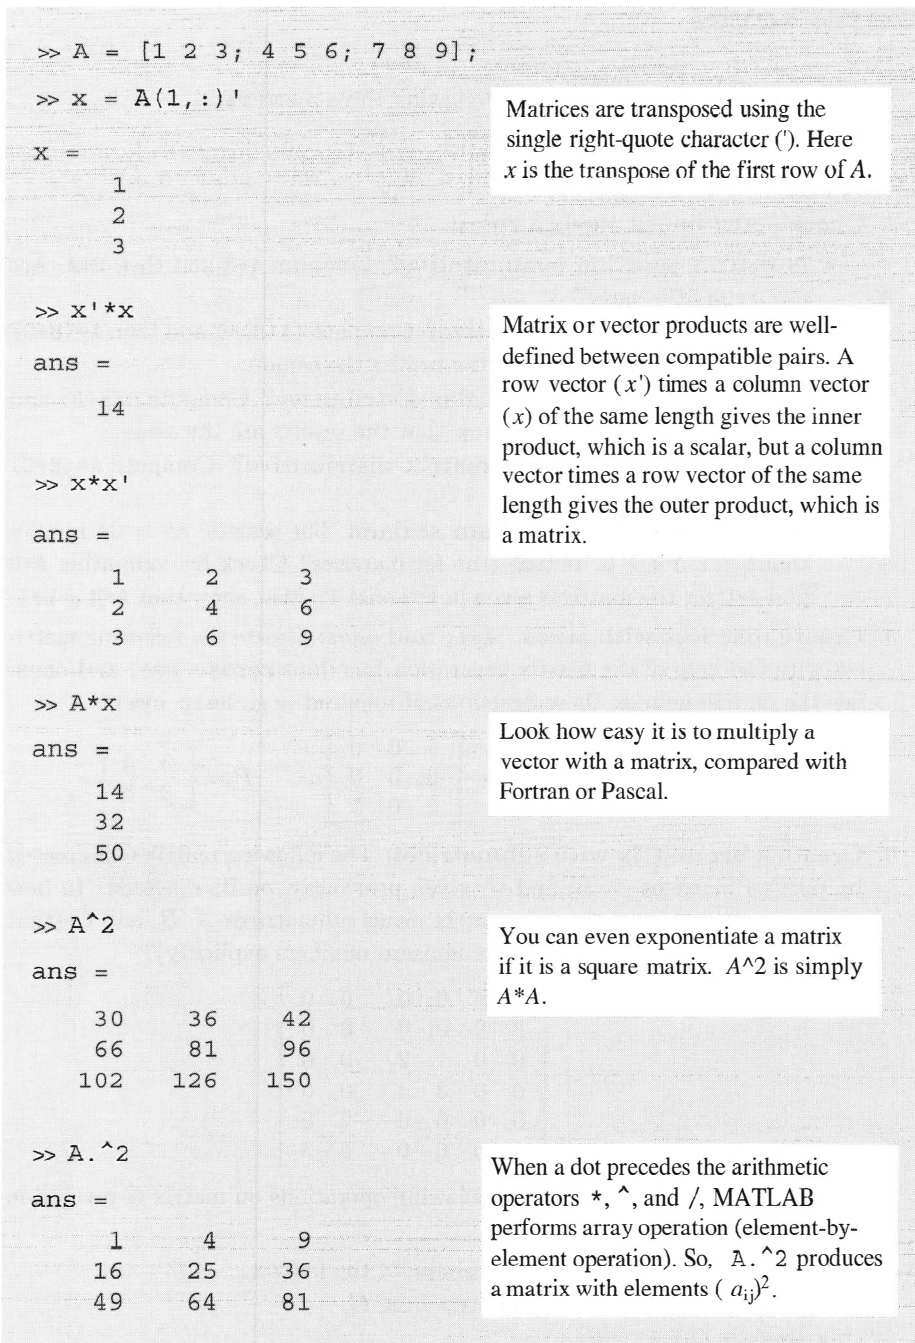 >> A = [1 2 3; 4 5 6; 7 8 9];
>> x = A(1,:)'
x =
1
2
3
Matrices are transposed using the
single right-quote character ('). Here
x is the transpose of the first row of A.
>> x'*x
ans =
14
>> x*x'
ans =
1 2 3
2 4 6
3 6 9
Matrix or vector products are well-
defined between compatible pairs. A
row vector (x') times a column vector
(x) of the same length gives the inner
product, which is a scalar, but a column
vector times a row vector of the same
length gives the outer product, which is
a matrix.
>> A*x
ans =
14
32
50
Look how easy it is to multiply a
vector with a matrix, compared with
Fortran or Pascal.
>> A^2
ans =
30 36 42
66 81 96
102 126 150
You can even exponentiate a matrix
if it is a square matrix. A^2 is simply
A*A.
>> A.^2
ans =
1 4 9
16 25 36
49 64 81
When a dot precedes the arithmetic
operators *, ^, and /, MATLAB
performs array operation (element-by-
element operation). So, A.^2 produces
a matrix with elements ( aij)².